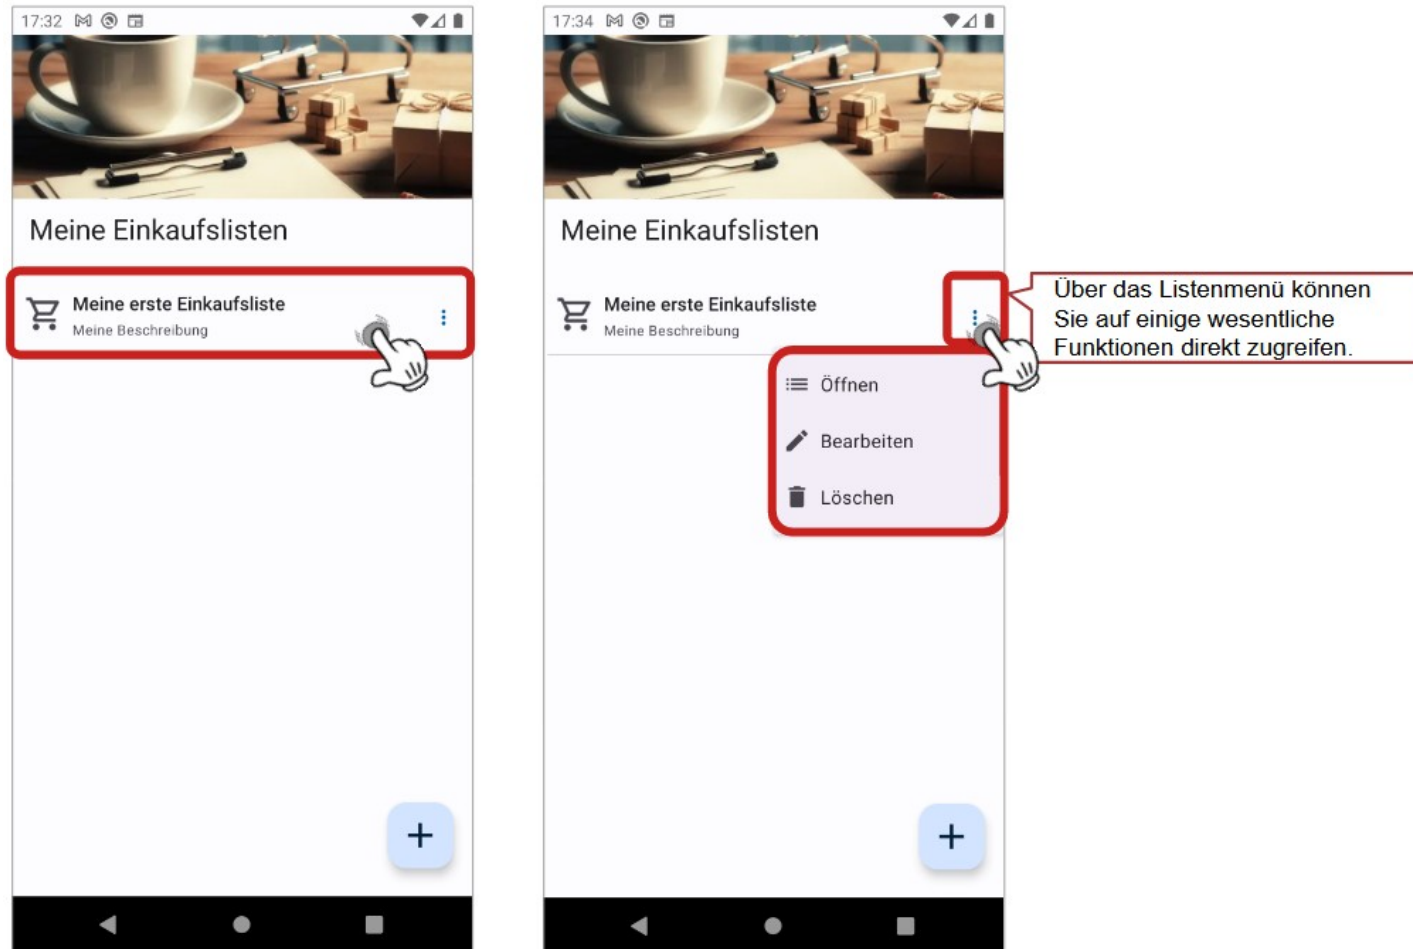 17:32
Meine Einkaufslisten
Meine erste Einkaufsliste
Meine Beschreibung
17:34
Meine Einkaufslisten
Meine erste Einkaufsliste
Meine Beschreibung
Öffnen
Bearbeiten
Löschen
Über das Listenmenü können
Sie auf einige wesentliche
Funktionen direkt zugreifen.